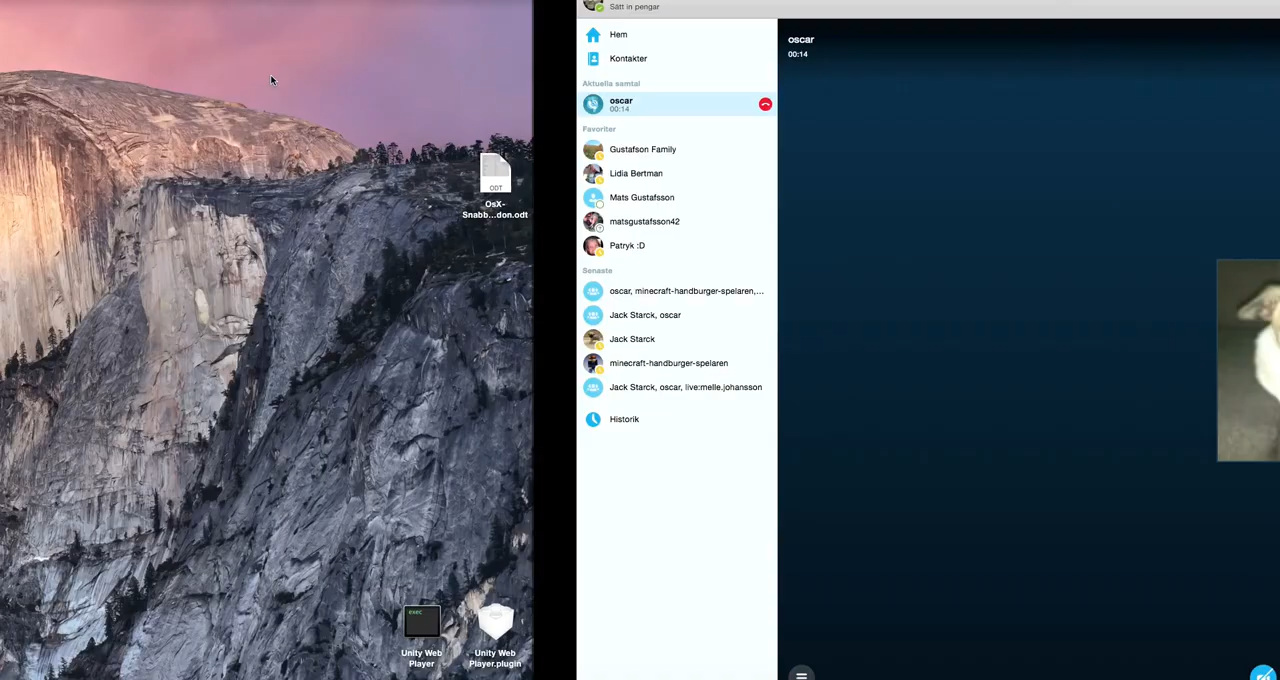 ODT
OsX-
Snabb...don.odt
exec
Unity Web
Player
Unity Web
Player.plugin
Sätt in pengar
Hem
Kontakter
Aktuella samtal
oscar
00:14
Favoriter
Gustafson Family
Lidia Bertman
Mats Gustafsson
matsgustafsson42
Patryk :D
Senaste
oscar, minecraft-handburger-spelaren,...
Jack Starck, oscar
Jack Starck
minecraft-handburger-spelaren
Jack Starck, oscar, live:melle.johansson
Historik
oscar
00:14